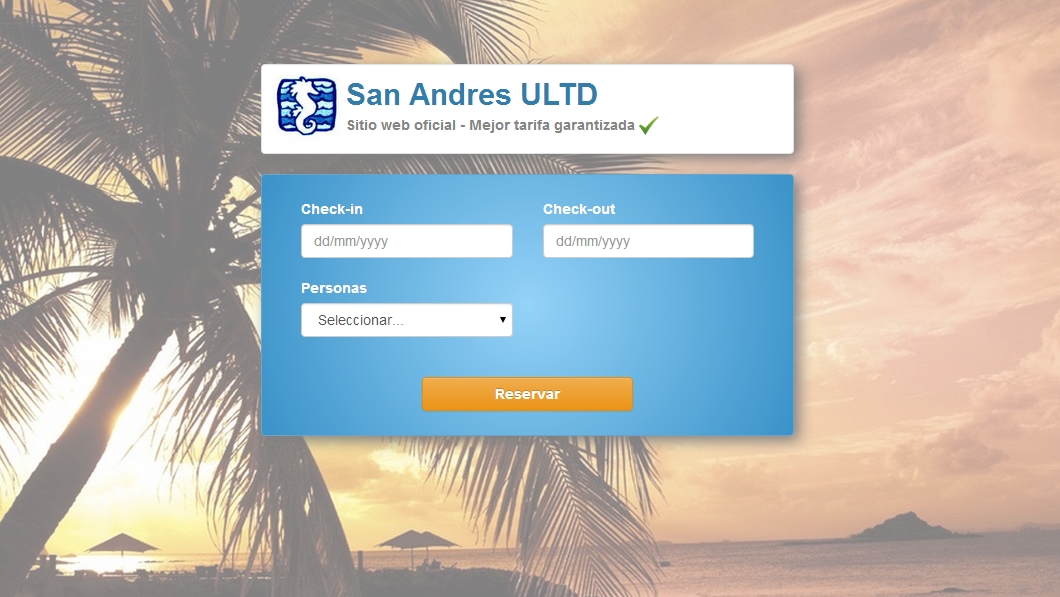 San Andres ULTD
Sitio web oficial - Mejor tarifa garantizada
Check-in
Check-out
dd/mm/yyyy
dd/mm/yyyy
Personas
Seleccionar...
Reservar